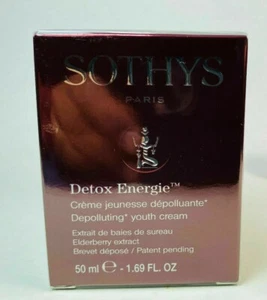 SOTHYS
PARIS
Detox Energie™
Crème jeunesse dépolluante*
Depolluting* youth cream
Extrait de baies de sureau
Elderberry extract
Brevet déposé / Patent pending
50 ml ℮ - 1.69 FL. OZ